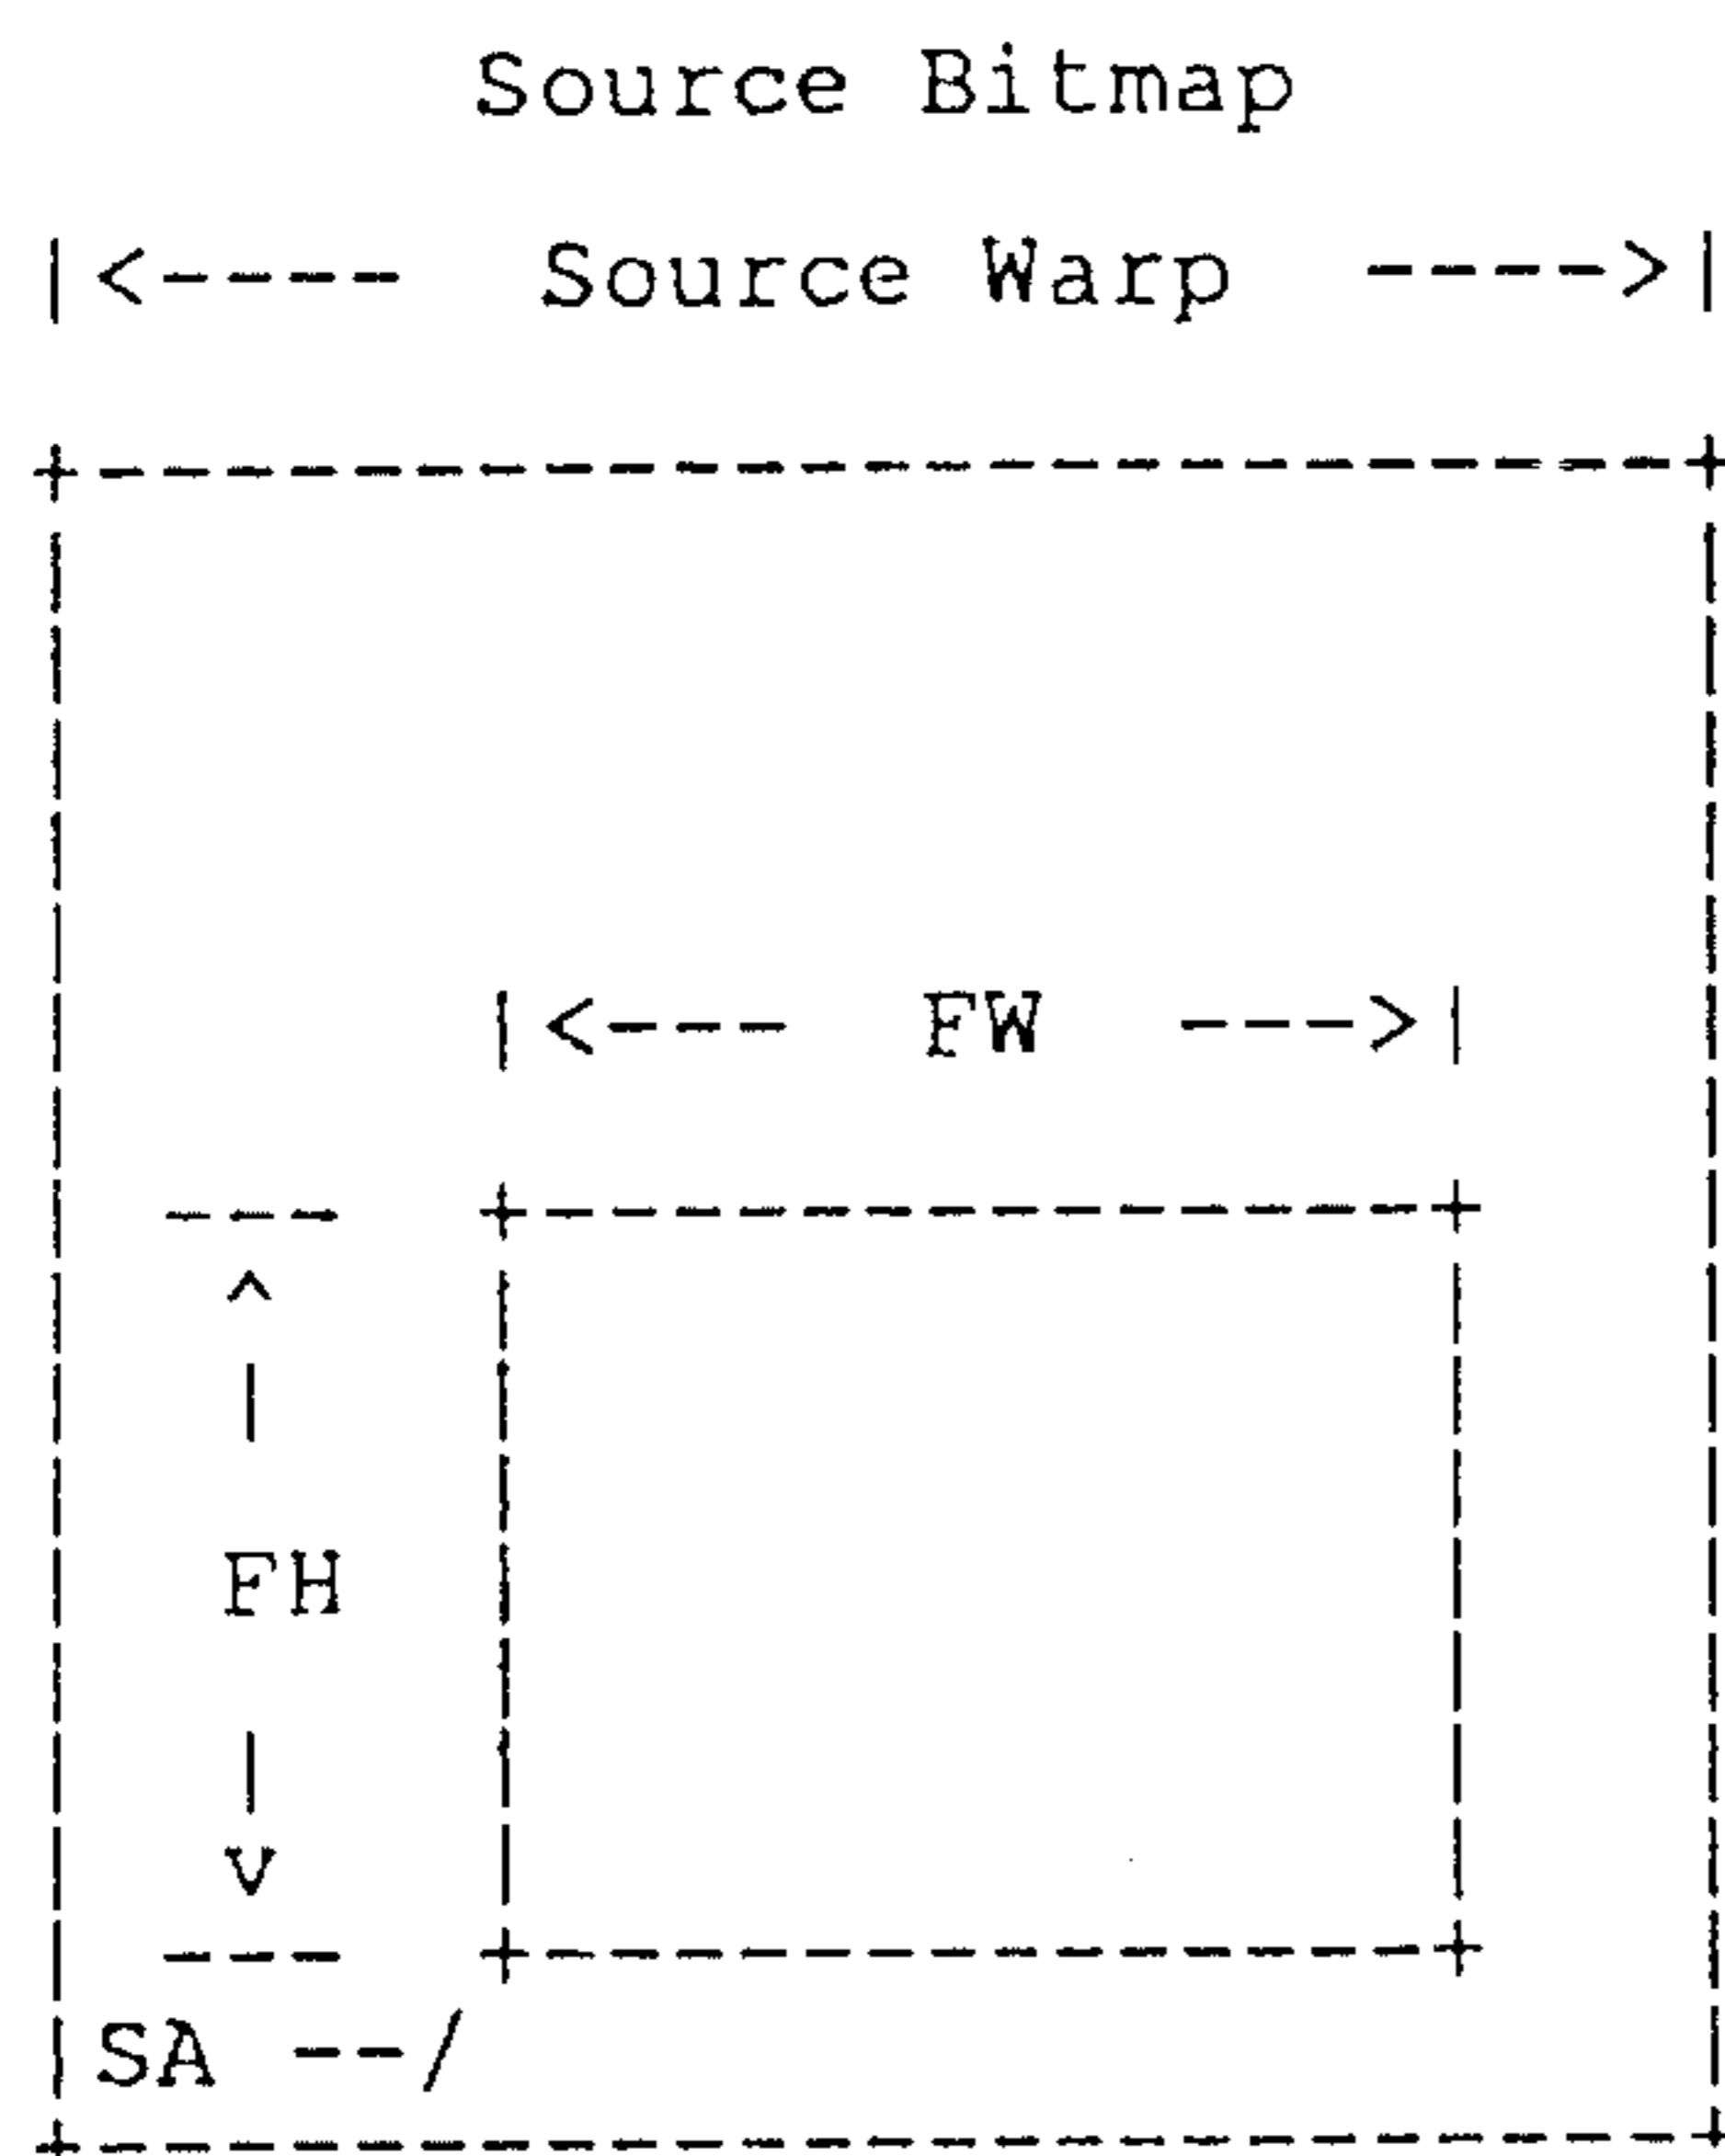 Source Bitmap
|<---- Source Warp ---->|
|<--- FW --->|
FH
SA --/